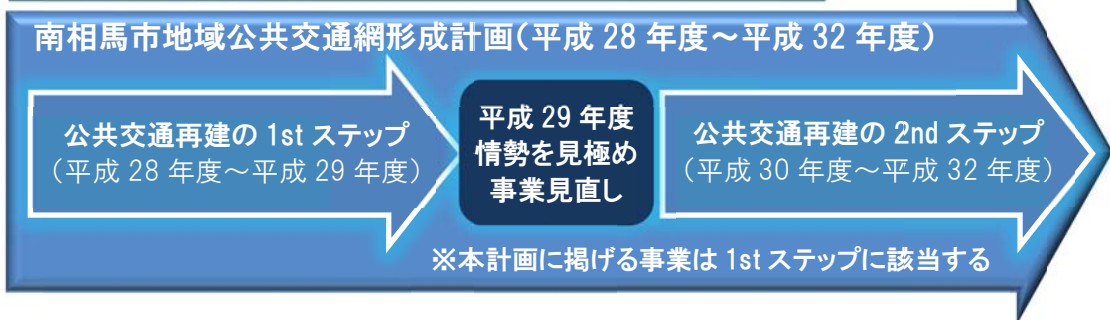 南相馬市地域公共交通網形成計画(平成 28 年度~平成 32 年度)
公共交通再建の 1st ステップ
(平成 28 年度~平成 29 年度)
平成 29 年度
情勢を見極め
事業見直し
公共交通再建の 2nd ステップ
(平成 30 年度~平成 32 年度)
※本計画に掲げる事業は 1st ステップに該当する